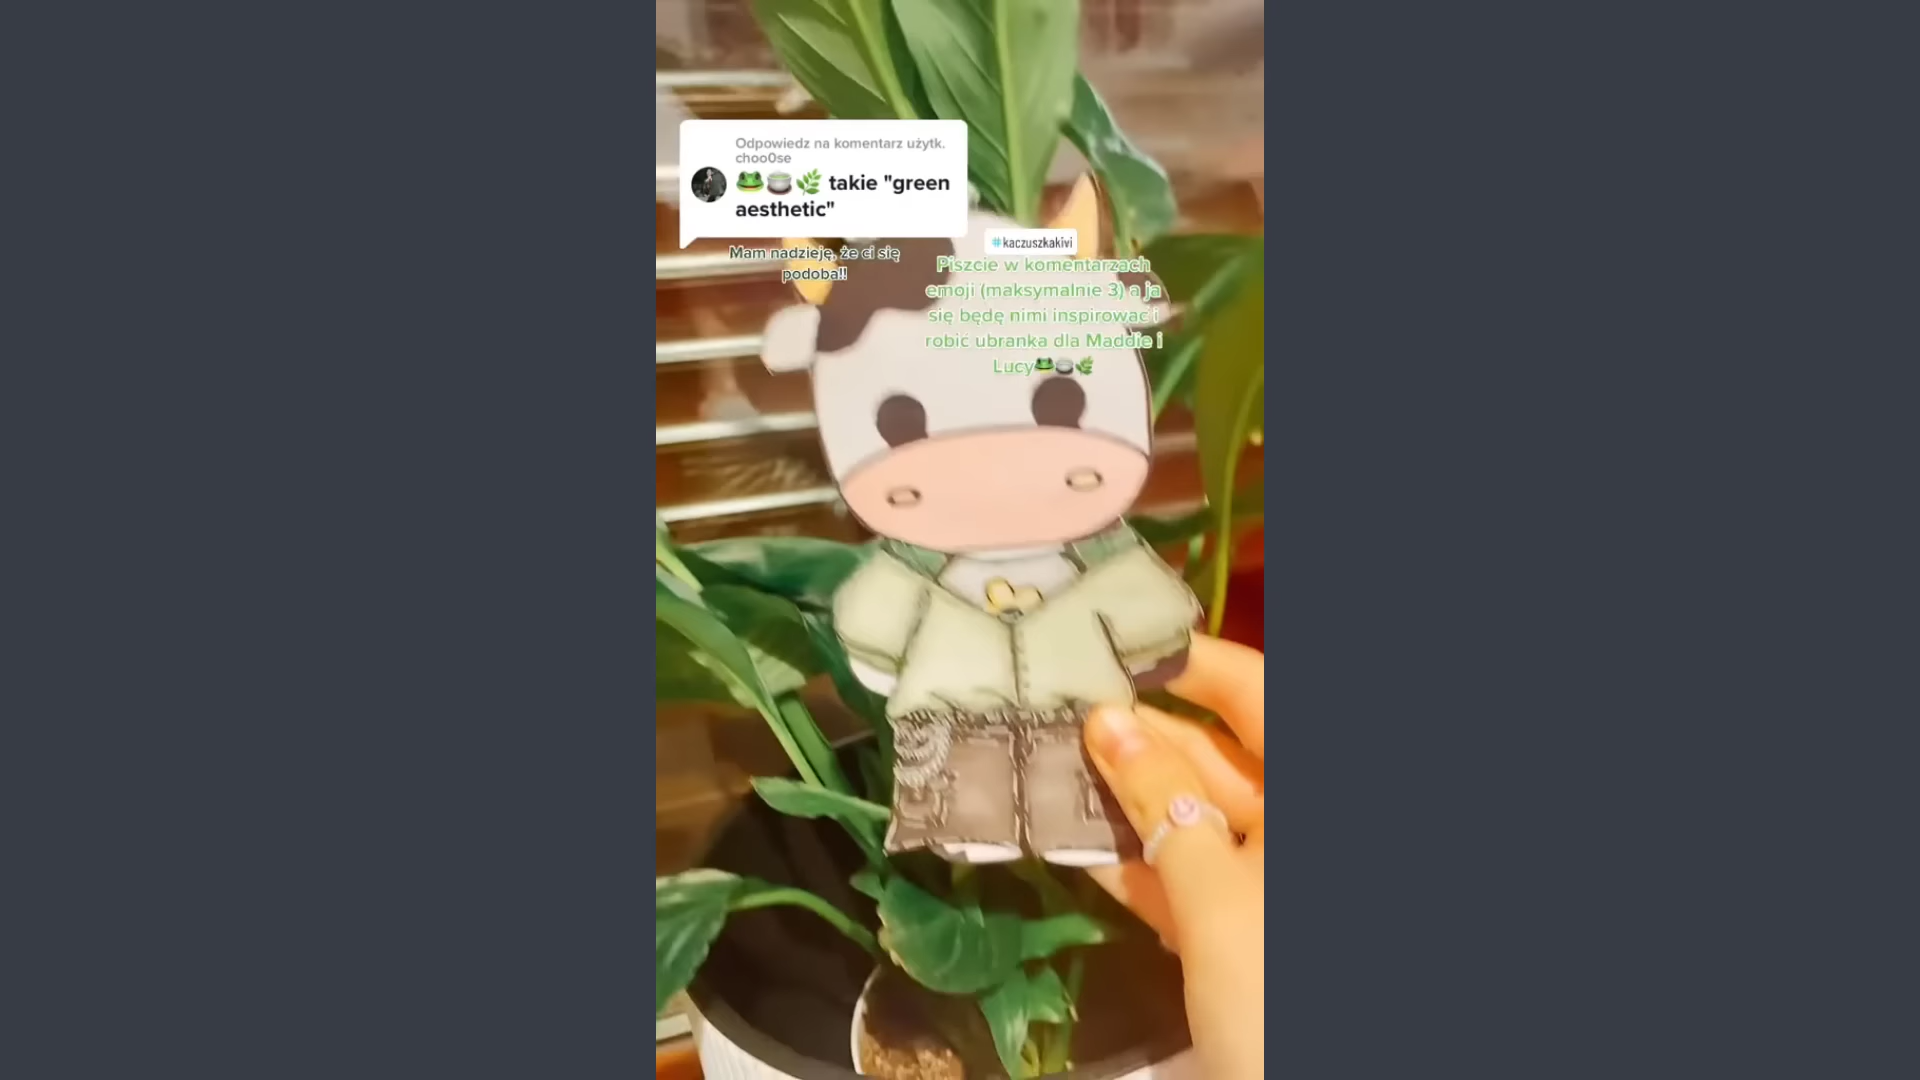 Odpowiedz na komentarz użytk.
choo0se
🐸🍵🌿 takie "green
aesthetic"
Mam nadzieję, że ci się
podoba!!
#kaczuszkakivi
Piszcie w komentarzach
emoji (maksymalnie 3) a ja
się będę nimi inspirować i
robić ubranka dla Maddie i
Lucy🐸🍵🌿